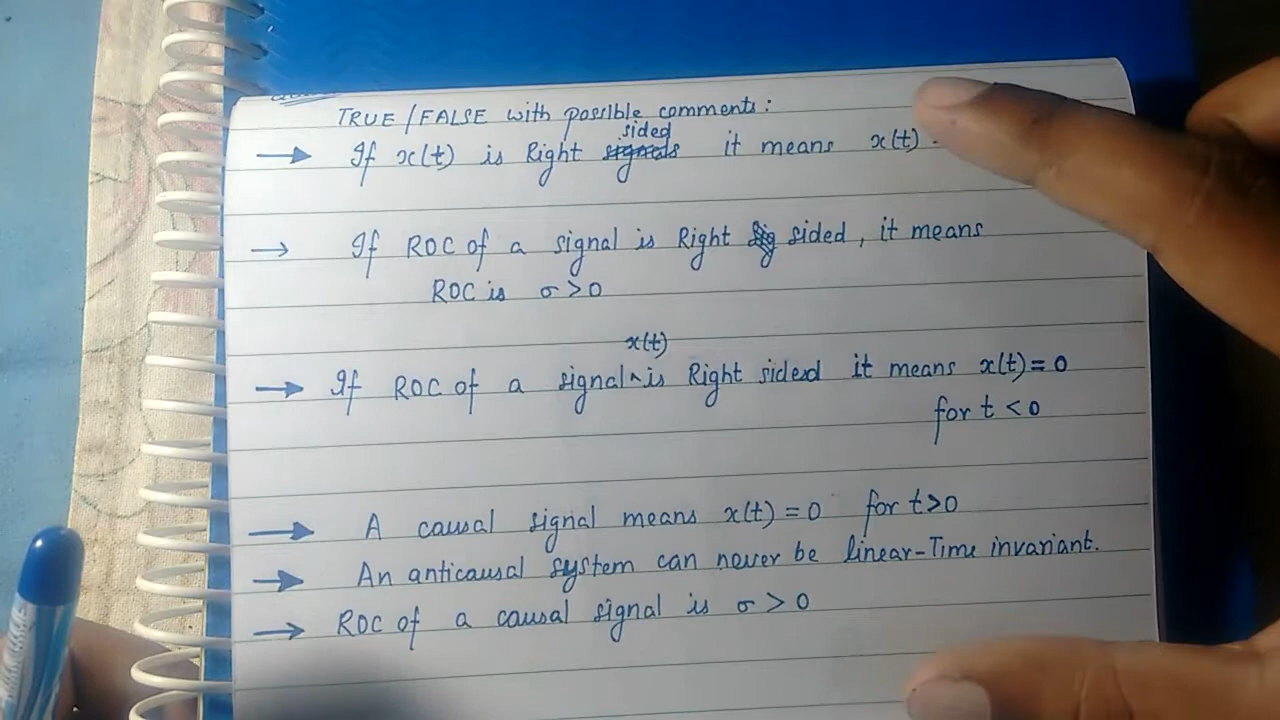 TRUE/FALSE with possible comments:
sided
→ If x(t) is Right signals it means x(t)
→ If ROC of a signal is Right sig sided, it means
ROC is σ>0
x(t)
→ If ROC of a signal^is Right sided it means x(t)=0
for t<0
→ A causal signal means x(t)=0 for t>0
→ An anticausal system can never be linear-Time invariant.
→ ROC of a causal signal is σ>0